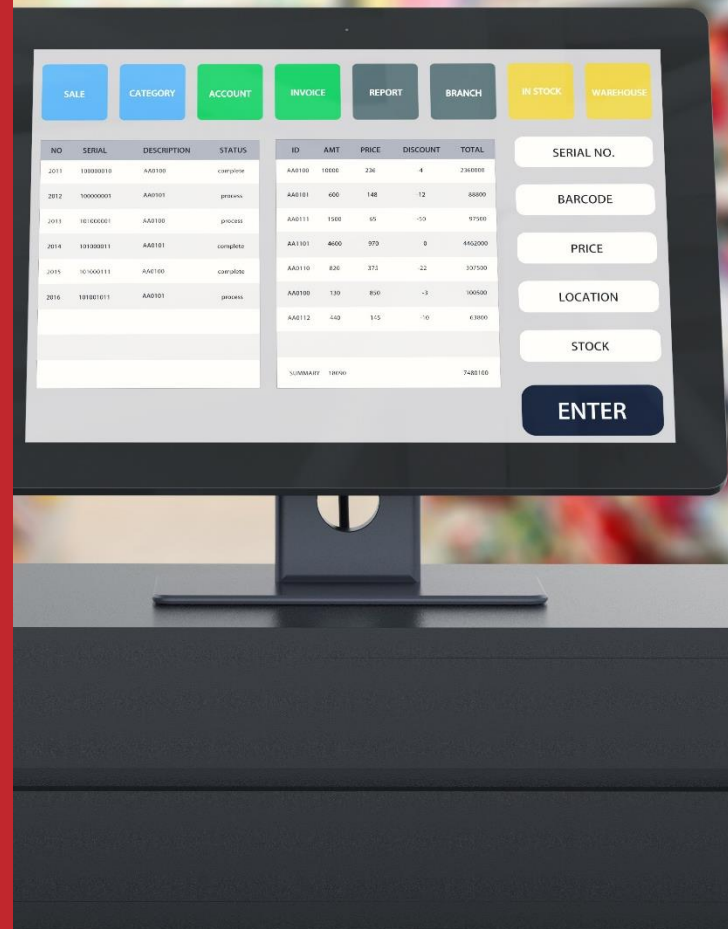 SALE CATEGORY ACCOUNT INVOICE REPORT BRANCH IN STOCK WAREHOUSE
NO SERIAL DESCRIPTION STATUS
2011 100000010 AA0100 complete
2012 100000001 AA0101 process
2013 101000001 AA0100 process
2014 101000011 AA0101 complete
2015 101000111 AA0100 complete
2016 101001011 AA0101 process
ID AMT PRICE DISCOUNT TOTAL
AA0100 10000 236 -4 2360000
AA0101 600 148 -12 88800
AA0111 1500 65 -50 97500
AA1101 4600 970 0 4462000
AA0110 820 375 -22 307500
AA0100 130 850 -3
AA0112 440 145 -10 63800
SUMMARY 7488100
SERIAL NO.
BARCODE
PRICE
LOCATION
STOCK
ENTER